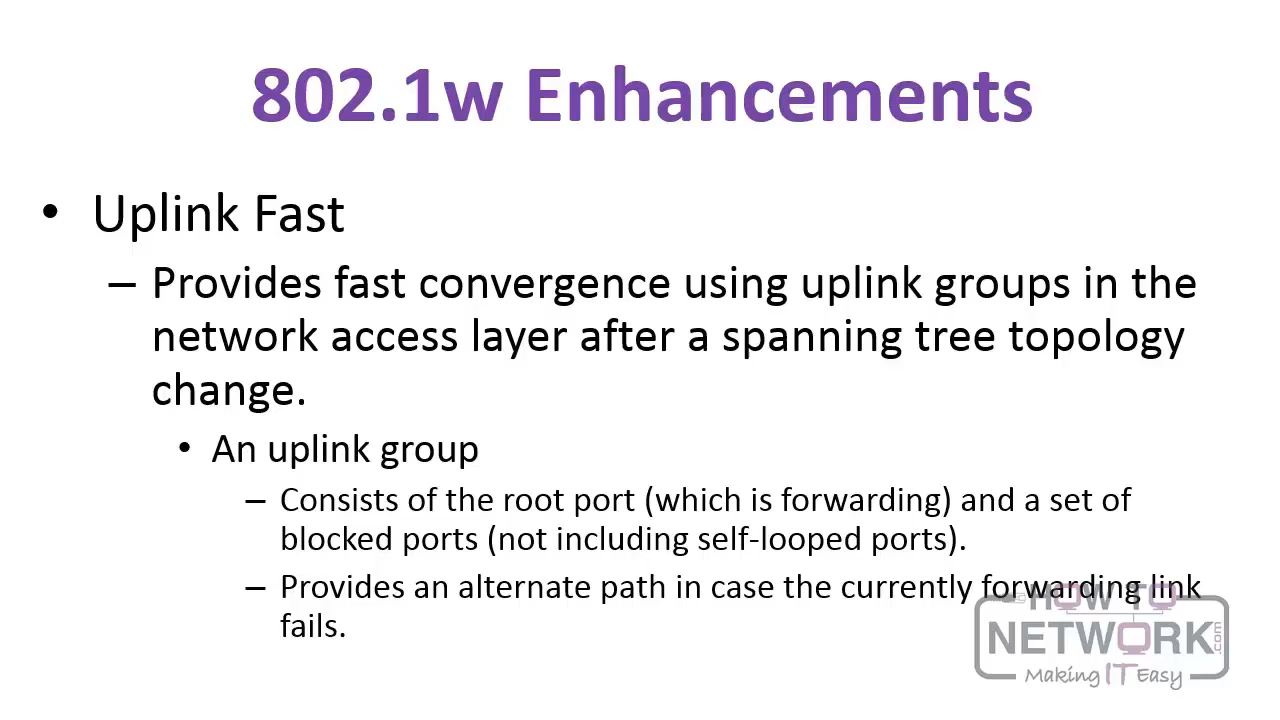 802.1w Enhancements
• Uplink Fast
– Provides fast convergence using uplink groups in the
network access layer after a spanning tree topology
change.
• An uplink group
– Consists of the root port (which is forwarding) and a set of
blocked ports (not including self-looped ports).
– Provides an alternate path in case the currently forwarding link
fails.
HOW TO
NETWORK.com
Making IT Easy